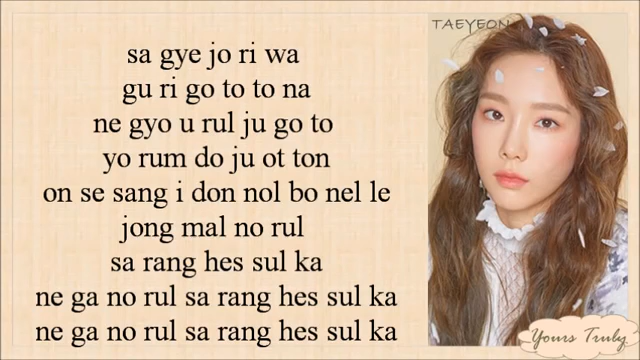 TAEYEON
sa gye jo ri wa
gu ri go to to na
ne gyo u rul ju go to
yo rum do ju ot ton
on se sang i don nol bo nel le
jong mal no rul
sa rang hes sul ka
ne ga no rul sa rang hes sul ka
ne ga no rul sa rang hes sul ka
Yours Truly